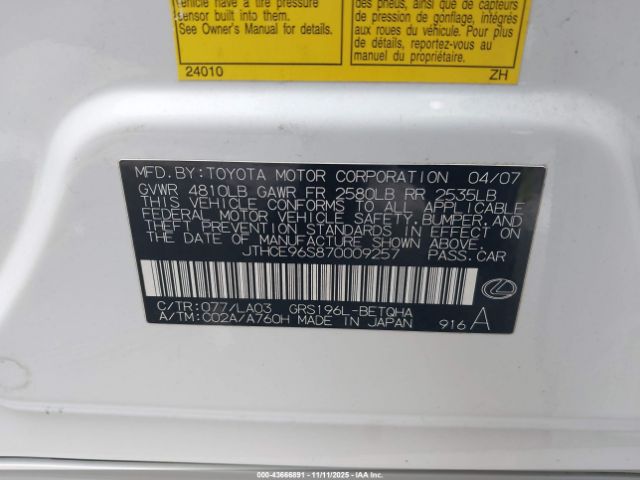 vehicle have a tire pressure
sensor built into them.
See Owner's Manual for details.
24010
des pneus, ainsi que de capteurs
de pression de gonflage, intégrés
aux roues du véhicule. Pour plus
de détails, reportez-vous au
manuel du propriétaire.
ZH
MFD.BY:TOYOTA MOTOR CORPORATION 04/07
GVWR 4810LB GAWR FR 2580LB RR 2535LB
THIS VEHICLE CONFORMS TO ALL APPLICABLE
FEDERAL MOTOR VEHICLE SAFETY,BUMPER,AND
THEFT PREVENTION STANDARDS IN EFFECT ON
THE DATE OF MANUFACTURE SHOWN ABOVE.
JTHCE96S870009257 PASS.CAR
C/TR:077/LA03 GRS196L-BETQHA
A/TM:C02A/A760H MADE IN JAPAN 916 A
000-43666891 - 11/11/2025 - IAAI.COM